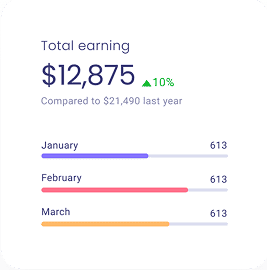 Total earning
$12,875 ▲10%
Compared to $21,490 last year
January 613
February 613
March 613